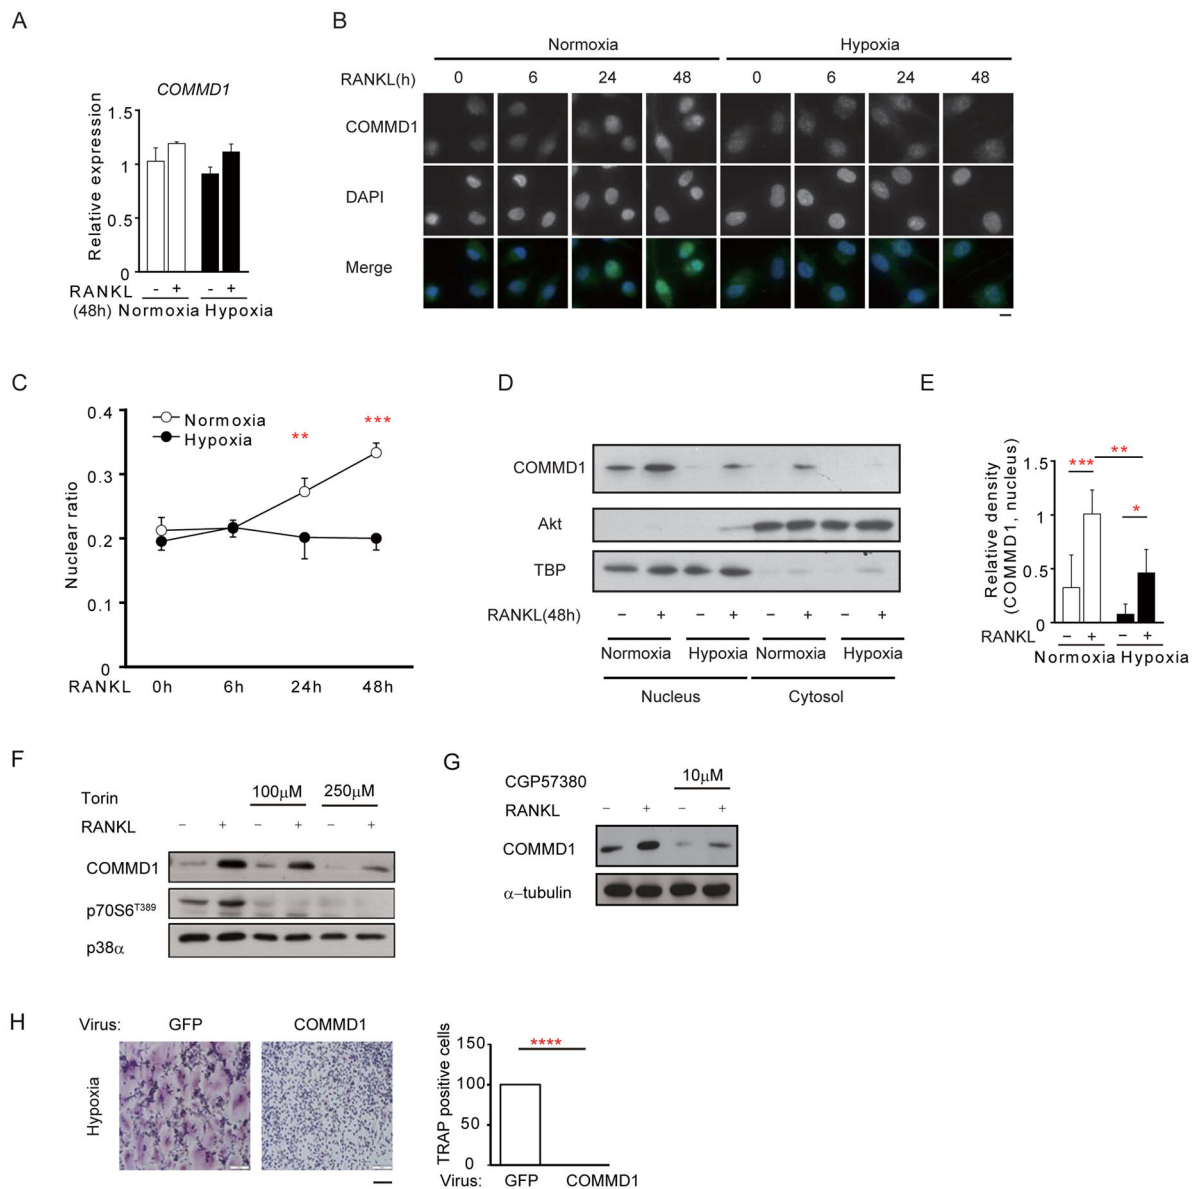 A
COMMD1
Relative expression
1.5
1
0.5
0
RANKL - + - +
(48h) Normoxia Hypoxia
B
Normoxia Hypoxia
RANKL(h) 0 6 24 48 0 6 24 48
COMMD1
DAPI
Merge
C
Nuclear ratio
0.4
0.3
0.2
0.1
0
Normoxia
Hypoxia
** ***
RANKL 0h 6h 24h 48h
D
COMMD1
Akt
TBP
RANKL(48h) − + − + − + − +
Normoxia Hypoxia Normoxia Hypoxia
Nucleus Cytosol
E
Relative density
(COMMD1, nucleus)
1.5
1
0.5
0
*** ** *
RANKL − + − +
Normoxia Hypoxia
F
Torin 100μM 250μM
RANKL − + − + − +
COMMD1
p70S6T389
p38α
G
CGP57380 10μM
RANKL − + − +
COMMD1
α−tubulin
H
Virus: GFP COMMD1
Hypoxia
TRAP positive cells
150
100
50
0
****
Virus: GFP COMMD1